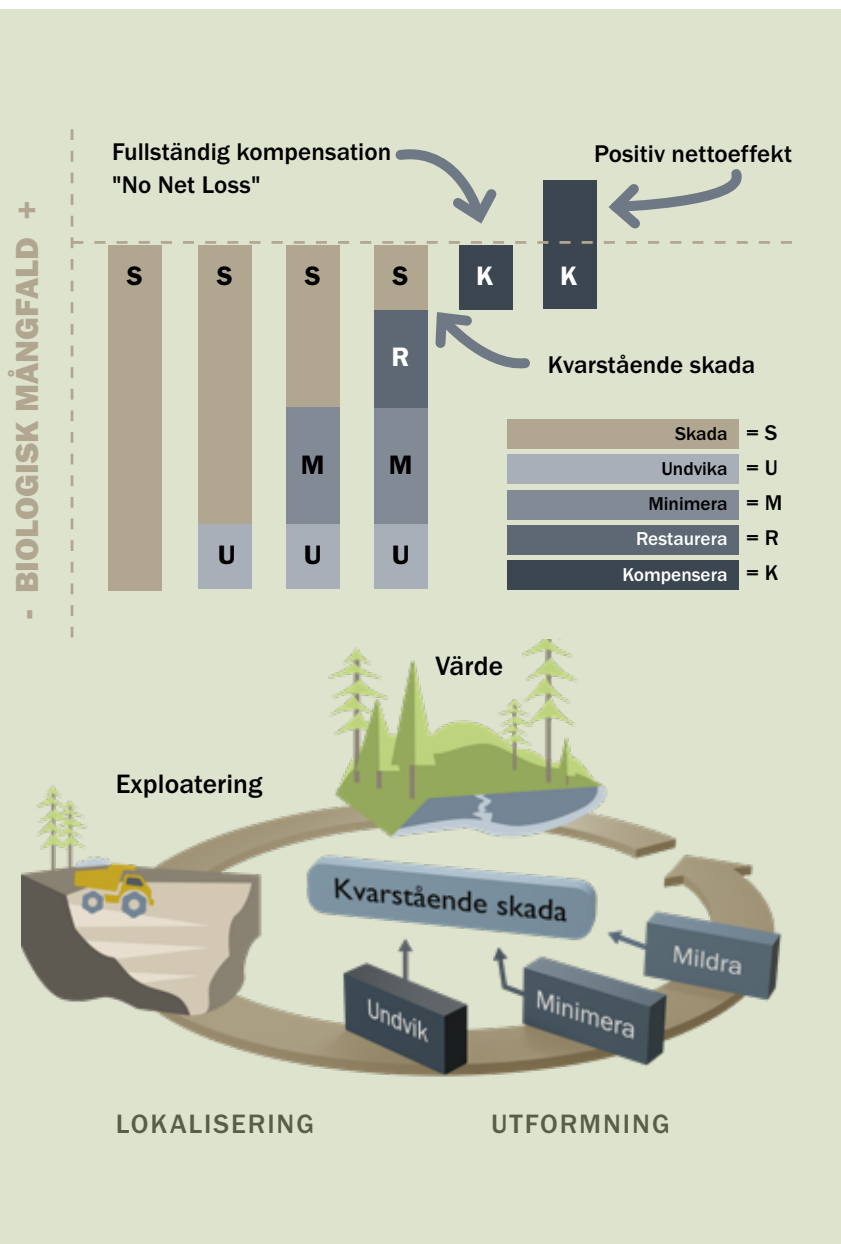 Fullständig kompensation
"No Net Loss"
Positiv nettoeffekt
- BIOLOGISK MÅNGFALD +
S S S S K K
R
Kvarstående skada
M M
U U U
Skada = S
Undvika = U
Minimera = M
Restaurera = R
Kompensera = K
Värde
Exploatering
Kvarstående skada
Mildra
Minimera
Undvik
LOKALISERING
UTFORMNING